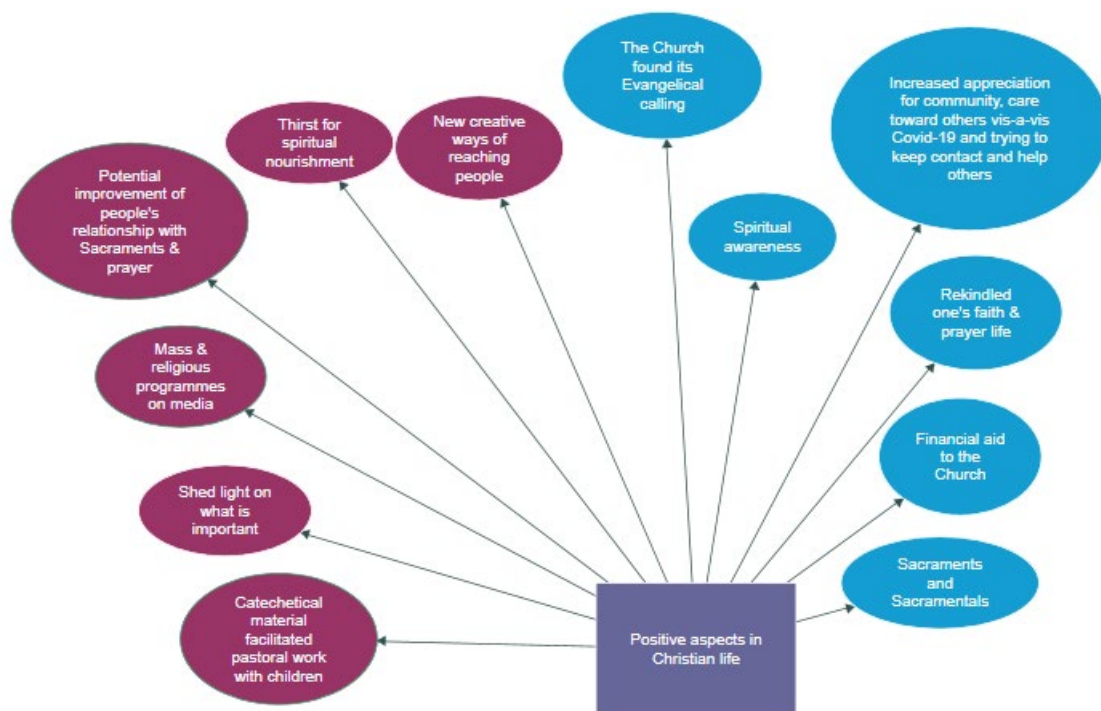 The Church
found its
Evangelical
calling
Increased appreciation
for community, care
toward others vis-a-vis
Covid-19 and trying to
keep contact and help
others
New creative
ways of
reaching
people
Thirst for
spiritual
nourishment
Potential
improvement of
people's
relationship with
Sacraments &
prayer
Spiritual
awareness
Rekindled
one's faith &
prayer life
Mass &
religious
programmes
on media
Financial aid
to the
Church
Shed light on
what is
important
Sacraments
and
Sacramentals
Catechetical
material
facilitated
pastoral work
with children
Positive aspects in
Christian life